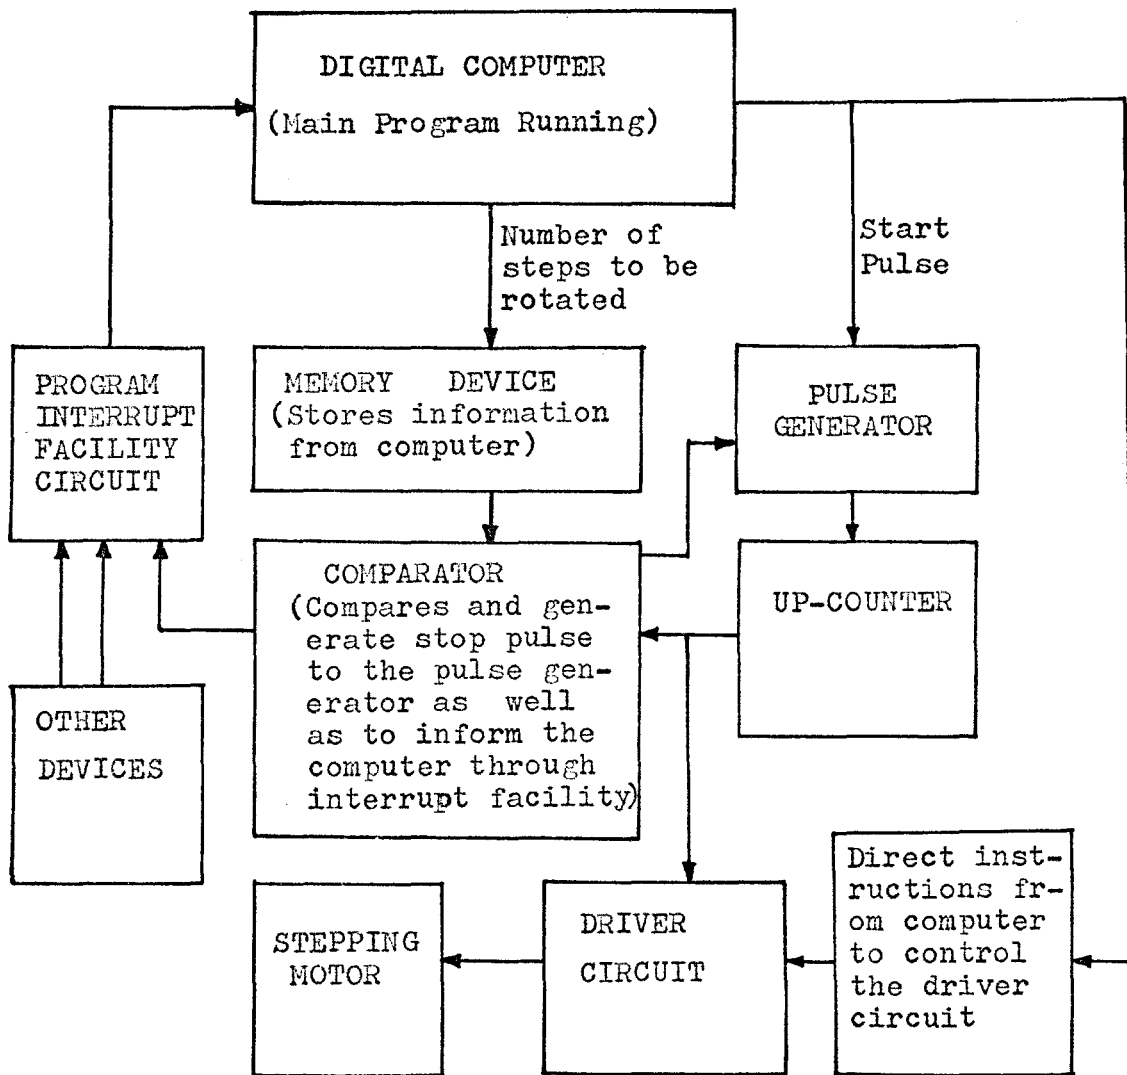 DIGITAL COMPUTER
(Main Program Running)
Number of
steps to be
rotated
Start
Pulse
PROGRAM
INTERRUPT
FACILITY
CIRCUIT
MEMORY DEVICE
(Stores information
from computer)
PULSE
GENERATOR
COMPARATOR
(Compares and gen-
erate stop pulse
to the pulse gen-
erator as well
as to inform the
computer through
interrupt facility)
UP-COUNTER
OTHER
DEVICES
STEPPING
MOTOR
DRIVER
CIRCUIT
Direct inst-
ructions fr-
om computer
to control
the driver
circuit